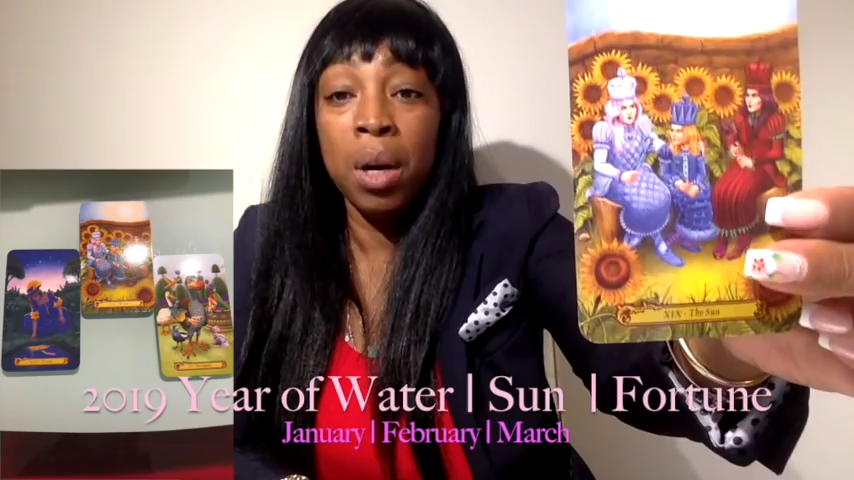 XIX · The Sun
2019 Year of Water | Sun | Fortune
January | February | March